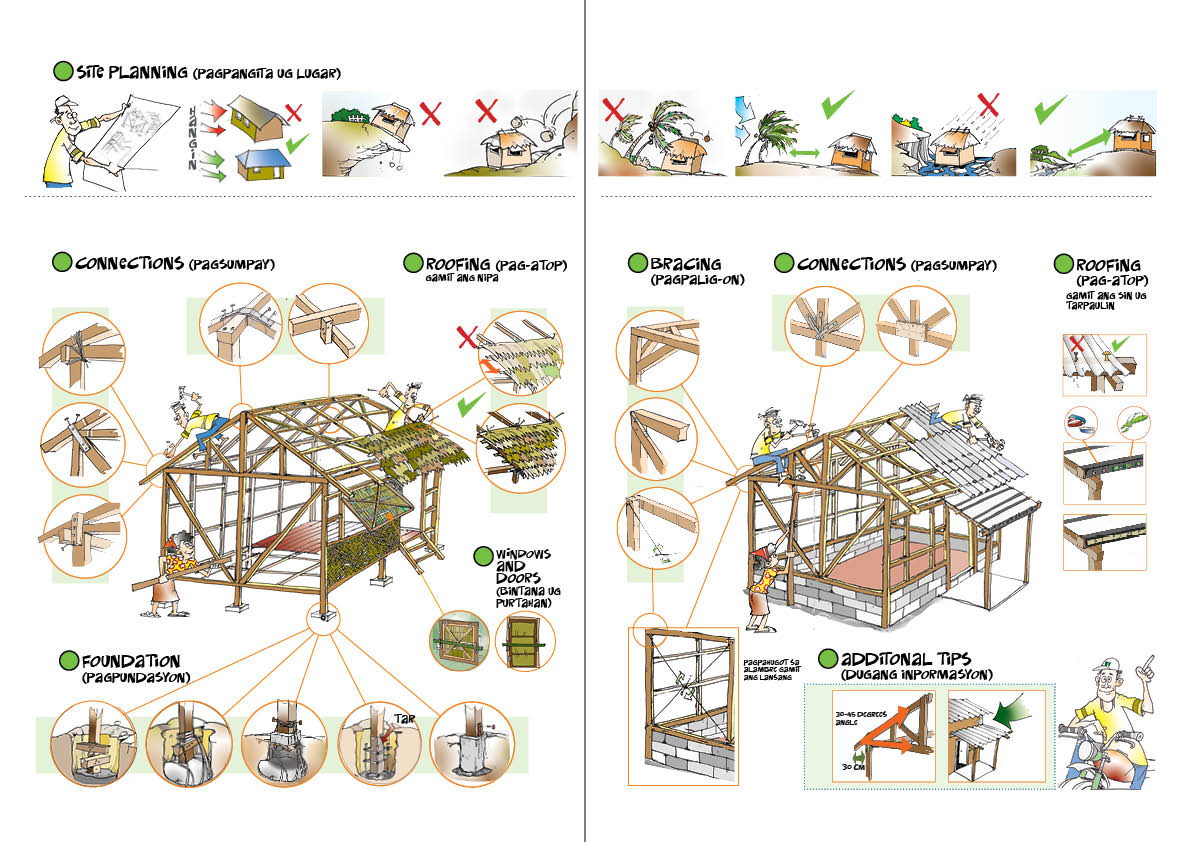 SITE PLANNING (PAGPANGITA UG LUGAR)
HANGIN
CONNECTIONS (PAGSUMPAY)
ROOFING (PAG-ATOP)
GAMIT ANG NIPA
WINDOWS
AND
DOORS
(BINTANA UG
PURTAHAN)
FOUNDATION
(PAGPUNDASYON)
TAR
BRACING
(PAGPALIG-ON)
CONNECTIONS (PAGSUMPAY)
ROOFING
(PAG-ATOP)
GAMIT ANG SIN UG
TARPAULIN
PAGPAHUGOT SA
ALAMBRE GAMIT
ANG LANSANG
ADDITONAL TIPS
(DUGANG INPORMASYON)
30-45 DEGREES
ANGLE
30 CM